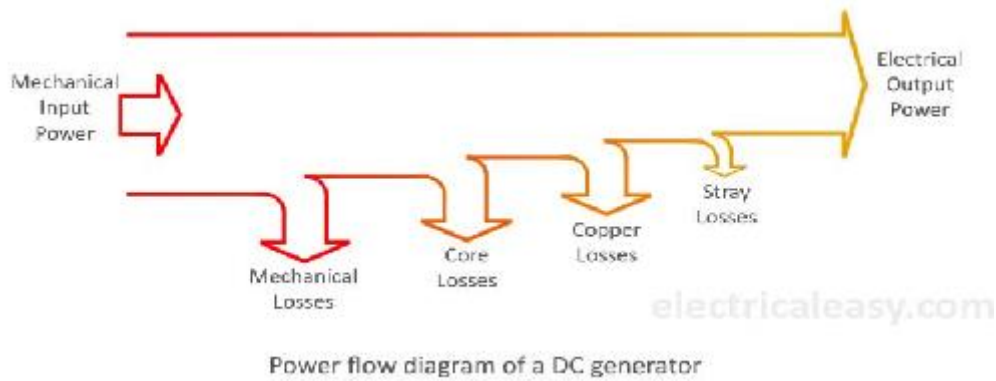 Mechanical
Input
Power
Electrical
Output
Power
Mechanical
Losses
Core
Losses
Copper
Losses
Stray
Losses
electricaleasy.com
Power flow diagram of a DC generator